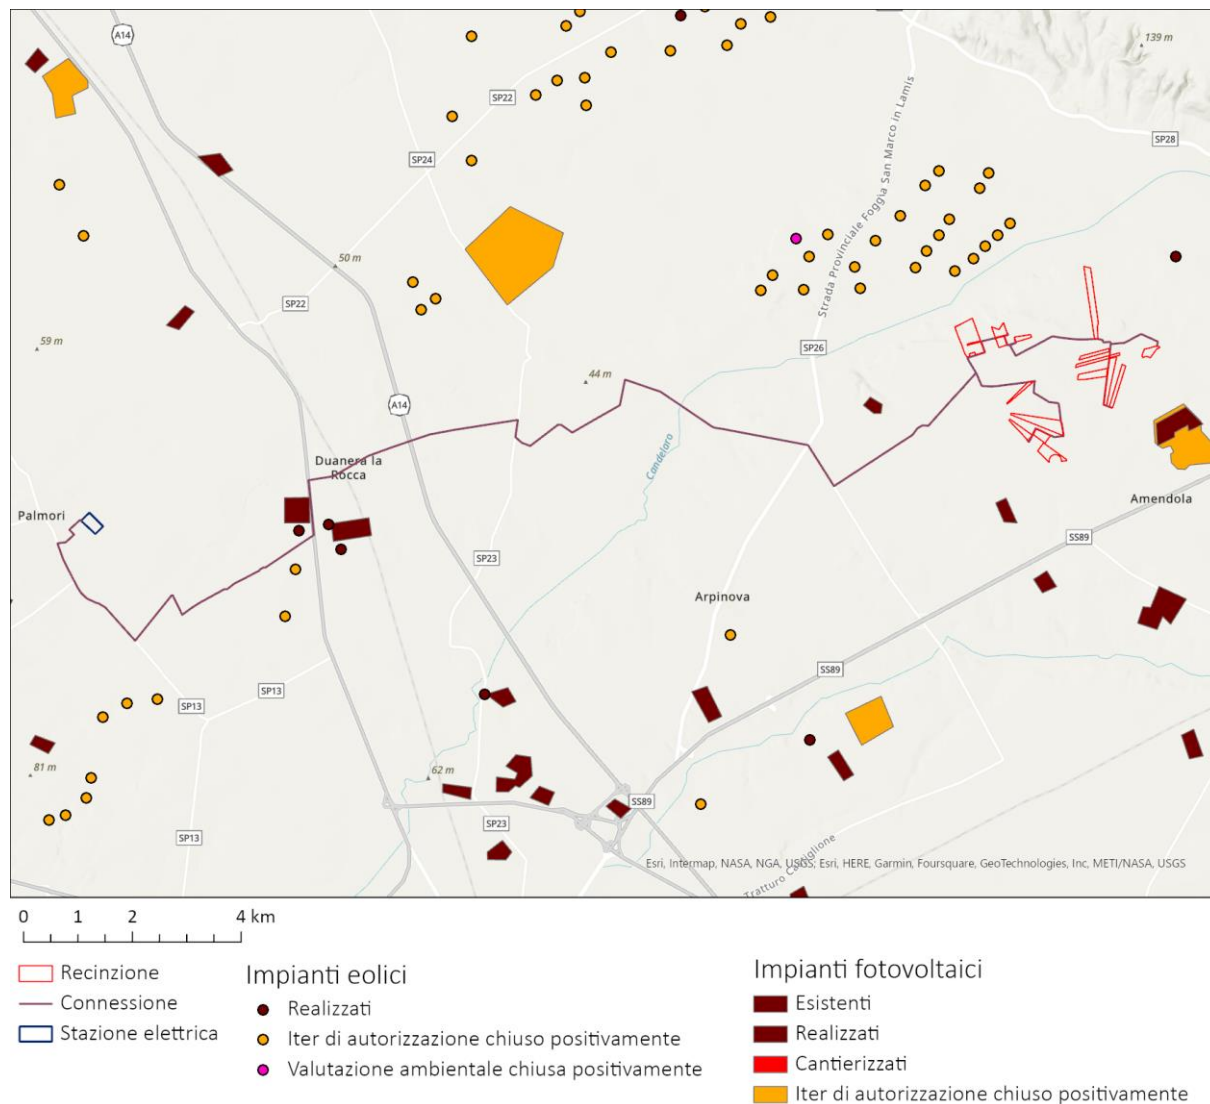 A14
139 m
SP22
SP28
SP24
Strada Provinciale Foggia San Marco in Lamis
50 m
SP22
59 m
SP26
44 m
A14
Candelaro
Duanera la
Rocca
Palmori
Amendola
SS89
SP23
Arpinova
SS89
SP13
SP13
81 m
62 m
SS89
SP23
SP13
Tratturo Castiglione
Esri, Intermap, NASA, NGA, USGS; Esri, HERE, Garmin, Foursquare, GeoTechnologies, Inc, METI/NASA, USGS
0 1 2 4 km
Recinzione
Connessione
Stazione elettrica
Impianti eolici
Realizzati
Iter di autorizzazione chiuso positivamente
Valutazione ambientale chiusa positivamente
Impianti fotovoltaici
Esistenti
Realizzati
Cantierizzati
Iter di autorizzazione chiuso positivamente